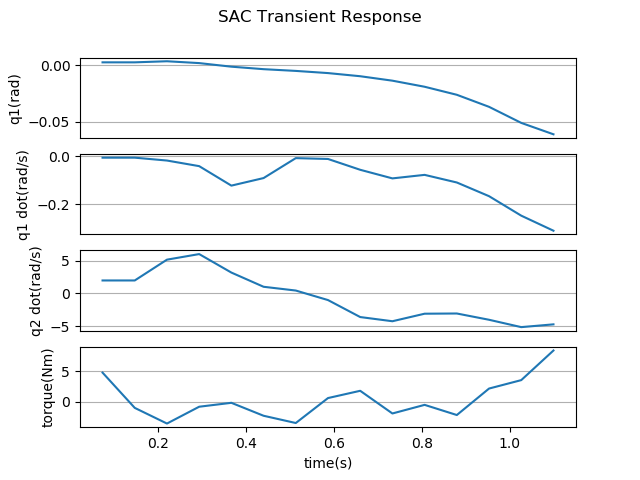 SAC Transient Response
q1(rad)
0.00
−0.05
q1 dot(rad/s)
0.0
−0.2
q2 dot(rad/s)
5
0
−5
torque(Nm)
5
0
0.2 0.4 0.6 0.8 1.0
time(s)